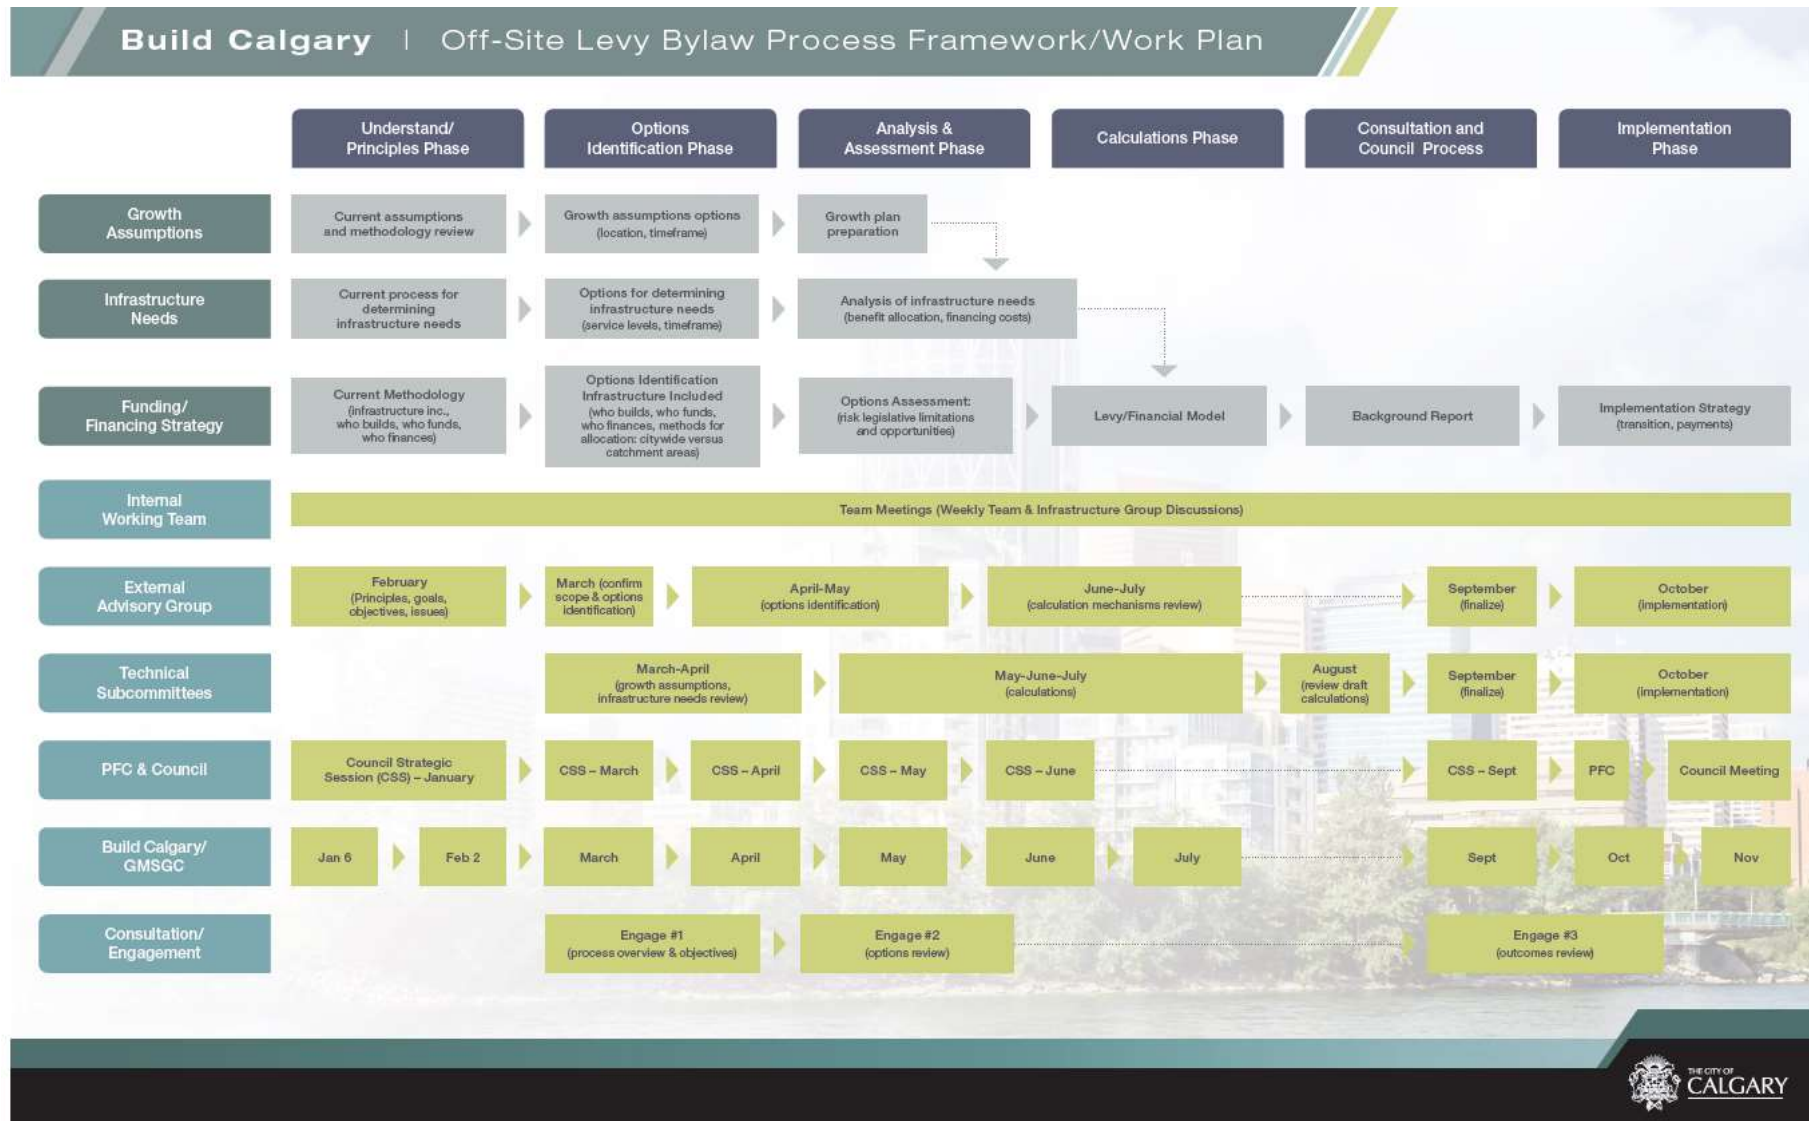 Build Calgary | Off-Site Levy Bylaw Process Framework/Work Plan
Understand/
Principles Phase
Options
Identification Phase
Analysis &
Assessment Phase
Calculations Phase
Consultation and
Council Process
Implementation
Phase
Growth
Assumptions
Current assumptions
and methodology review
Growth assumptions options
(location, timeframe)
Growth plan
preparation
Infrastructure
Needs
Current process for
determining
infrastructure needs
Options for determining
infrastructure needs
(service levels, timeframe)
Analysis of infrastructure needs
(benefit allocation, financing costs)
Funding/
Financing Strategy
Current Methodology
(infrastructure inc.,
who builds, who funds,
who finances)
Options Identification
Infrastructure Included
(who builds, who funds,
who finances, methods for
allocation: citywide versus
catchment areas)
Options Assessment:
(risk legislative limitations
and opportunities)
Levy/Financial Model
Background Report
Implementation Strategy
(transition, payments)
Internal
Working Team
Team Meetings (Weekly Team & Infrastructure Group Discussions)
External
Advisory Group
February
(Principles, goals,
objectives, issues)
March (confirm
scope & options
identification)
April-May
(options identification)
June-July
(calculation mechanisms review)
September
(finalize)
October
(implementation)
Technical
Subcommittees
March-April
(growth assumptions,
infrastructure needs review)
May-June-July
(calculations)
August
(review draft
calculations)
September
(finalize)
October
(implementation)
PFC & Council
Council Strategic
Session (CSS) – January
CSS – March
CSS – April
CSS – May
CSS – June
CSS – Sept
PFC
Council Meeting
Build Calgary/
GMSGC
Jan 6
Feb 2
March
April
May
June
July
Sept
Oct
Nov
Consultation/
Engagement
Engage #1
(process overview & objectives)
Engage #2
(options review)
Engage #3
(outcomes review)
THE CITY OF
CALGARY